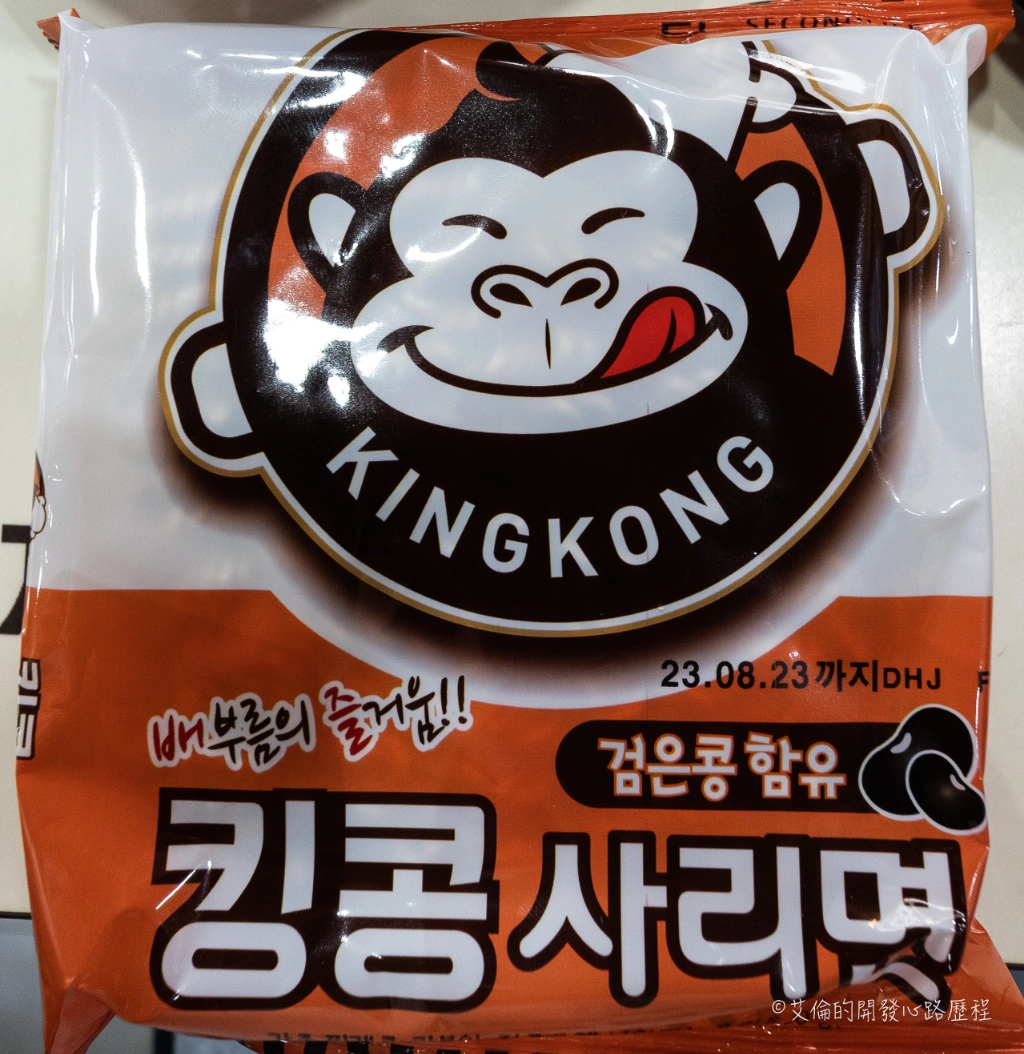 SECOND
KINGKONG
23.08.23까지DHJ
배부름의 즐거움!!
검은콩 함유
킹콩 사리면
©艾倫的開發心路歷程